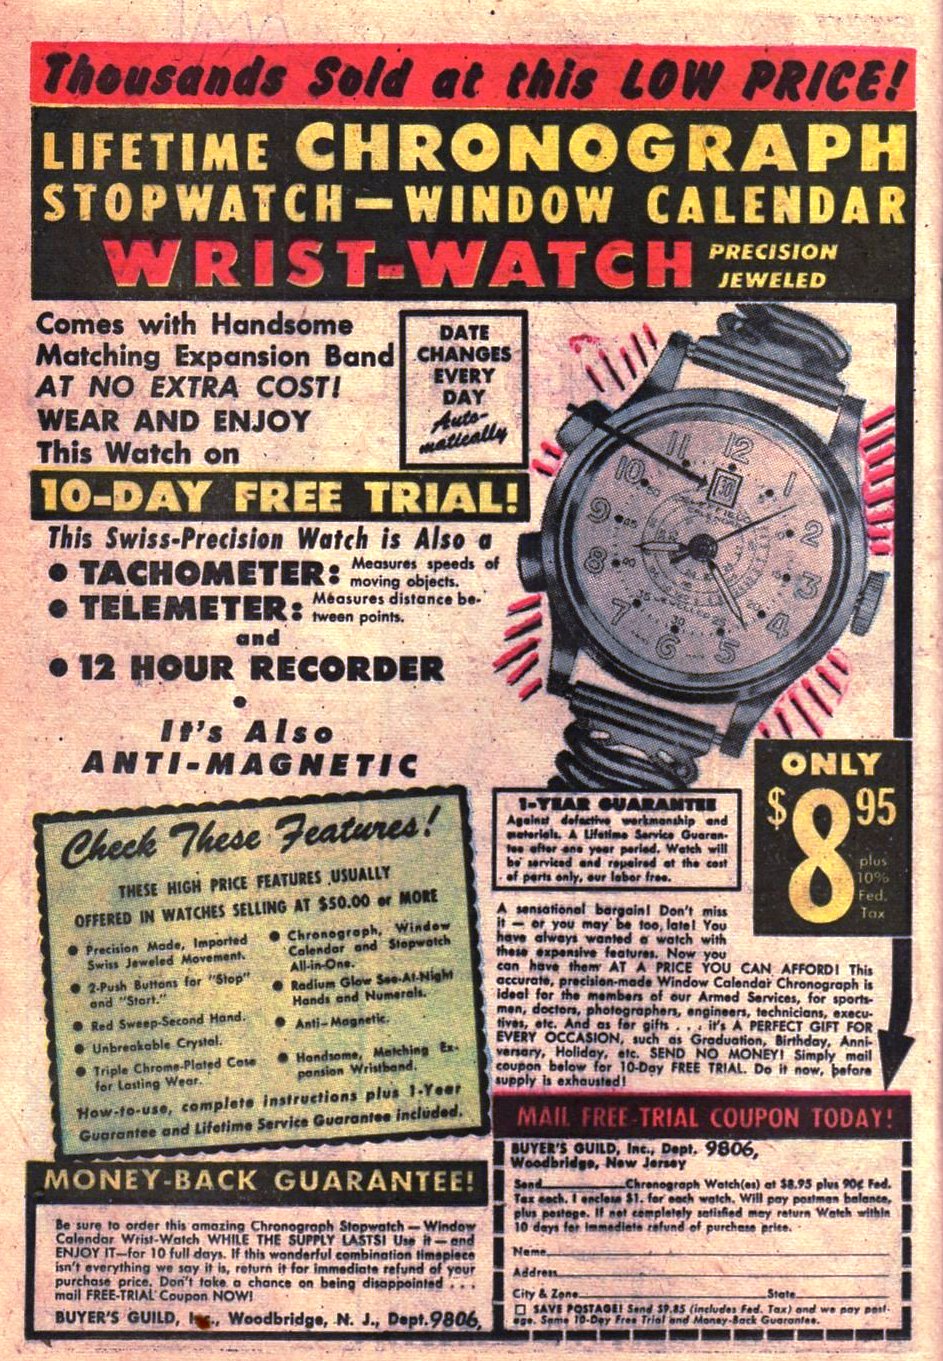 Thousands Sold at this LOW PRICE!
LIFETIME CHRONOGRAPH
STOPWATCH—WINDOW CALENDAR
WRIST-WATCH PRECISION
JEWELED
Comes with Handsome
Matching Expansion Band
AT NO EXTRA COST!
WEAR AND ENJOY
This Watch on
DATE
CHANGES
EVERY
DAY
Auto-
matically
10-DAY FREE TRIAL!
This Swiss-Precision Watch is Also a
• TACHOMETER: Measures speeds of
moving objects.
• TELEMETER: Measures distance be-
tween points.
and
• 12 HOUR RECORDER
•
It's Also
ANTI-MAGNETIC
12
1
2
3
4
5
6
7
8
9
10
11
30
ONLY
$8 95
plus
10%
Fed.
Tax
1-YEAR GUARANTEE
Against defective workmanship and
materials. A Lifetime Service Guaran-
tee after one year period. Watch will
be serviced and repaired at the cost
of parts only, our labor free.
Check These Features!
THESE HIGH PRICE FEATURES USUALLY
OFFERED IN WATCHES SELLING AT $50.00 or MORE
• Precision Made, Imported
Swiss Jeweled Movement.
• 2-Push Buttons for "Stop"
and "Start."
• Red Sweep-Second Hand.
• Unbreakable Crystal.
• Triple Chrome-Plated Case
for Lasting Wear.
• Chronograph, Window
Calendar and Stopwatch
All-in-One.
• Radium Glow See-At-Night
Hands and Numerals.
• Anti-Magnetic.
• Handsome, Matching Ex-
pansion Wristband.
How-to-use, complete instructions plus 1-Year
Guarantee and Lifetime Service Guarantee included.
A sensational bargain! Don't miss
it — or you may be too late! You
have always wanted a watch with
these expensive features. Now you
can have them AT A PRICE YOU CAN AFFORD! This
accurate, precision-made Window Calendar Chronograph is
ideal for the members of our Armed Services, for sports-
men, doctors, photographers, engineers, technicians, execu-
tives, etc. And as for gifts . . . it's A PERFECT GIFT FOR
EVERY OCCASION, such as Graduation, Birthday, Anni-
versary, Holiday, etc. SEND NO MONEY! Simply mail
coupon below for 10-Day FREE TRIAL. Do it now, before
supply is exhausted!
MONEY-BACK GUARANTEE!
Be sure to order this amazing Chronograph Stopwatch — Window
Calendar Wrist-Watch WHILE THE SUPPLY LASTS! Use it — and
ENJOY IT—for 10 full days. If this wonderful combination timepiece
isn't everything we say it is, return it for immediate refund of your
purchase price. Don't take a chance on being disappointed . . .
mail FREE-TRIAL Coupon NOW!
BUYER'S GUILD, Inc., Woodbridge, N. J., Dept. 9806,
MAIL FREE-TRIAL COUPON TODAY!
BUYER'S GUILD, Inc., Dept. 9806,
Woodbridge, New Jersey
Send Chronograph Watch(es) at $8.95 plus 90¢ Fed.
Tax each. I enclose $1. for each watch. Will pay postman balance,
plus postage. If not completely satisfied may return Watch within
10 days for immediate refund of purchase price.
Name
Address
City & Zone State
☐ SAVE POSTAGE! Send $9.85 (includes Fed. Tax) and we pay post-
age. Same 10-Day Free Trial and Money-Back Guarantee.